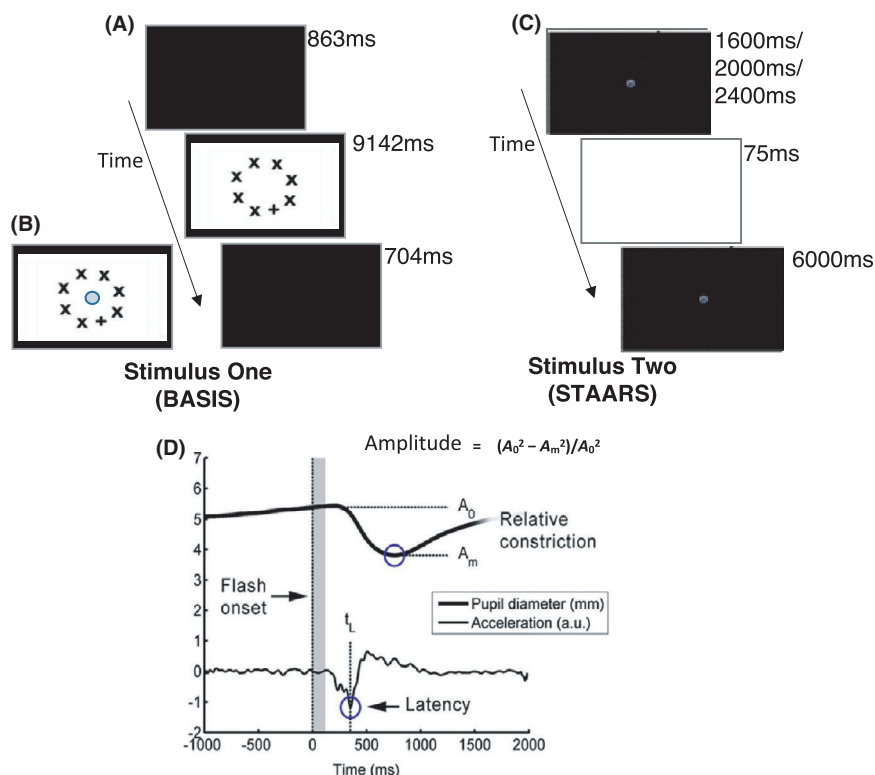 (A)
863ms
Time
9142ms
x x
x x
x x
x +
(B)
704ms
x x
x x
x x
x +
Stimulus One
(BASIS)
(C)
1600ms/
2000ms/
2400ms
Time
75ms
6000ms
Stimulus Two
(STAARS)
(D)
Amplitude = (A₀² – Aₘ²)/A₀²
7
6
5
4
3
2
1
0
-1
-2
A₀
Relative
constriction
Aₘ
Flash
onset
Pupil diameter (mm)
Acceleration (a.u.)
t_L
Latency
-1000 -500 0 500 1000 1500 2000
Time (ms)